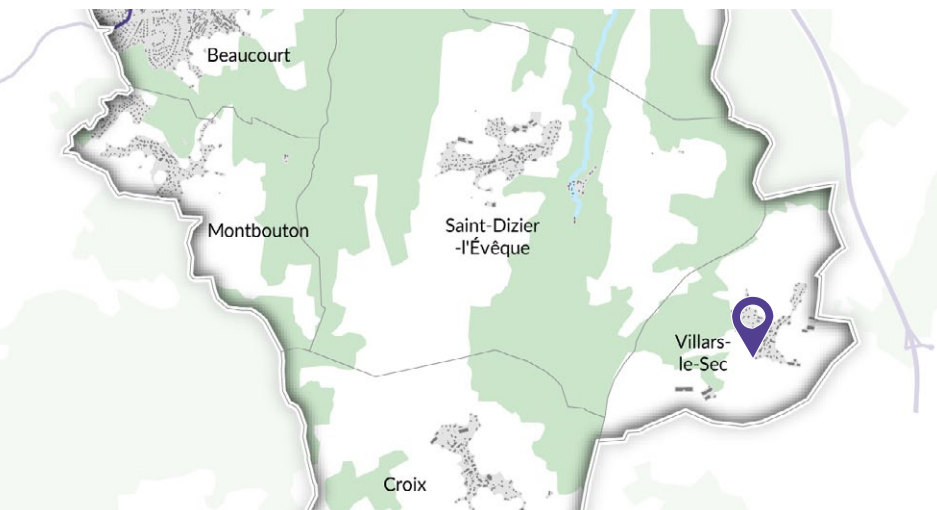 Beaucourt
Montbouton
Saint-Dizier
-l'Évêque
Villars-
le-Sec
Croix